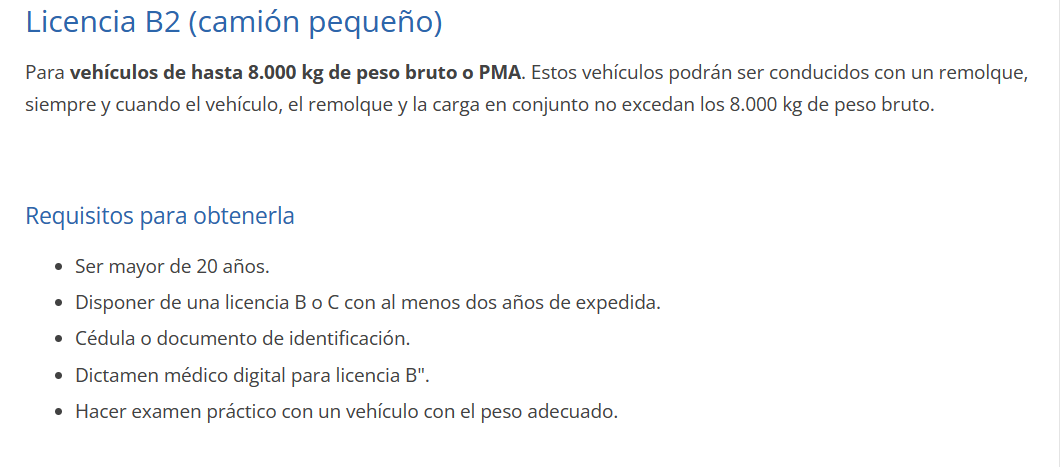 Licencia B2 (camión pequeño)
Para vehículos de hasta 8.000 kg de peso bruto o PMA. Estos vehículos podrán ser conducidos con un remolque,
siempre y cuando el vehículo, el remolque y la carga en conjunto no excedan los 8.000 kg de peso bruto.
Requisitos para obtenerla
• Ser mayor de 20 años.
• Disponer de una licencia B o C con al menos dos años de expedida.
• Cédula o documento de identificación.
• Dictamen médico digital para licencia B".
• Hacer examen práctico con un vehículo con el peso adecuado.